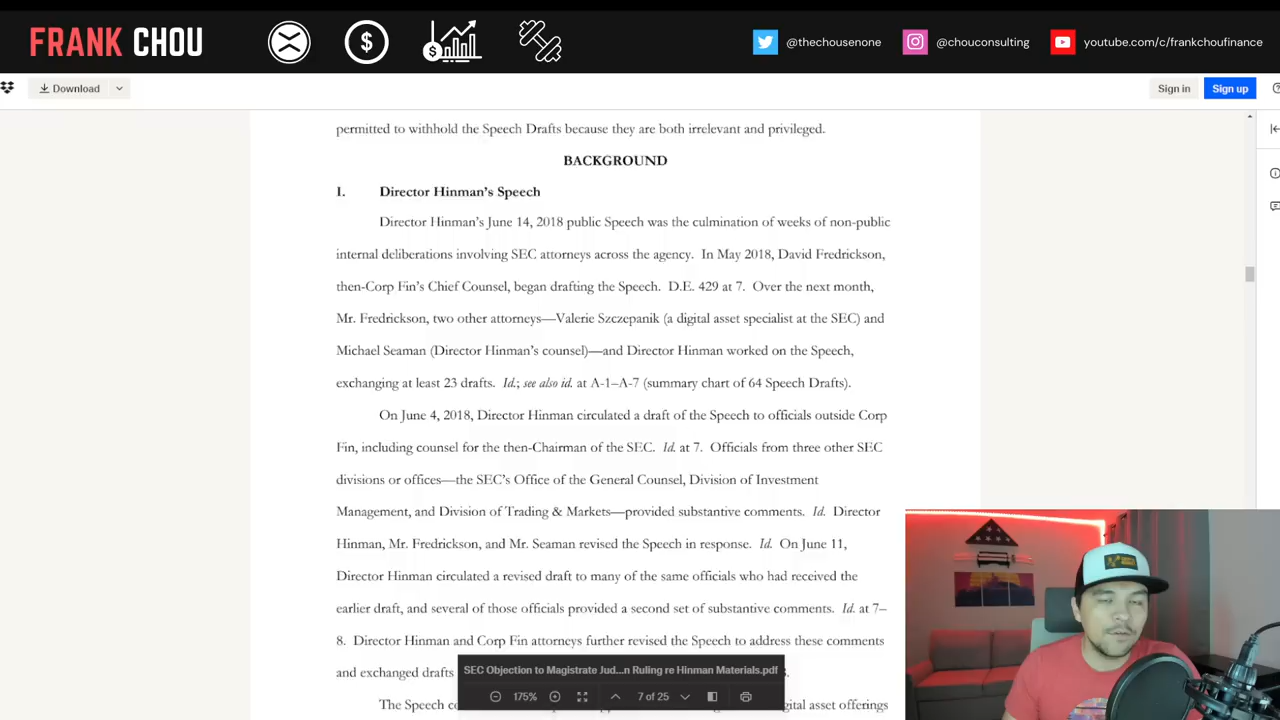 FRANK CHOU
@thechousenone
@chouconsulting
youtube.com/c/frankchoufinance
Download
Sign in
Sign up
permitted to withhold the Speech Drafts because they are both irrelevant and privileged.
BACKGROUND
I. Director Hinman's Speech
Director Hinman's June 14, 2018 public Speech was the culmination of weeks of non-public
internal deliberations involving SEC attorneys across the agency. In May 2018, David Fredrickson,
then-Corp Fin's Chief Counsel, began drafting the Speech. D.E. 429 at 7. Over the next month,
Mr. Fredrickson, two other attorneys—Valerie Szczepanik (a digital asset specialist at the SEC) and
Michael Seaman (Director Hinman's counsel)—and Director Hinman worked on the Speech,
exchanging at least 23 drafts. Id.; see also id. at A-1–A-7 (summary chart of 64 Speech Drafts).
On June 4, 2018, Director Hinman circulated a draft of the Speech to officials outside Corp
Fin, including counsel for the then-Chairman of the SEC. Id. at 7. Officials from three other SEC
divisions or offices—the SEC's Office of the General Counsel, Division of Investment
Management, and Division of Trading & Markets—provided substantive comments. Id. Director
Hinman, Mr. Fredrickson, and Mr. Seaman revised the Speech in response. Id. On June 11,
Director Hinman circulated a revised draft to many of the same officials who had received the
earlier draft, and several of those officials provided a second set of substantive comments. Id. at 7–
8. Director Hinman and Corp Fin attorneys further revised the Speech to address these comments
and exchanged drafts
SEC Objection to Magistrate Jud...n Ruling re Hinman Materials.pdf
175%
7 of 25
The Speech
digital asset offerings